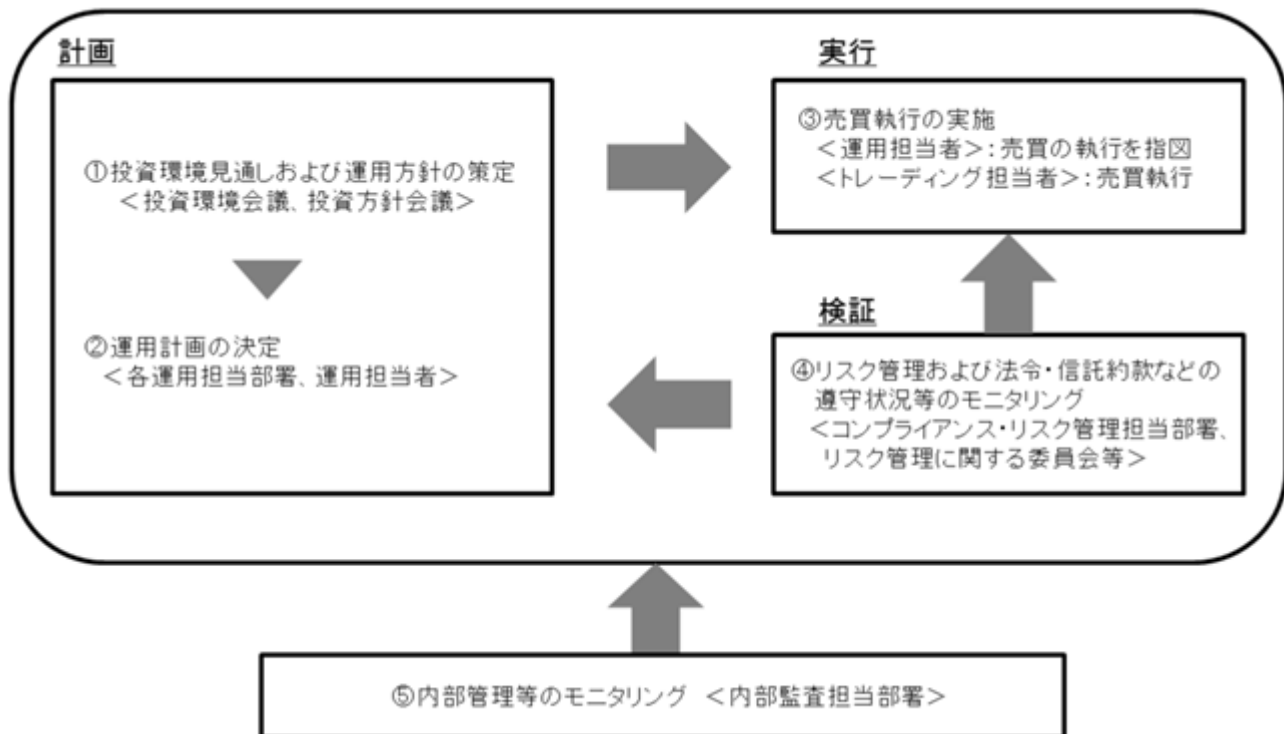 計画
①投資環境見通しおよび運用方針の策定
＜投資環境会議、投資方針会議＞
②運用計画の決定
＜各運用担当部署、運用担当者＞
実行
③売買執行の実施
＜運用担当者＞：売買の執行を指図
＜トレーディング担当者＞：売買執行
検証
④リスク管理および法令・信託約款などの
遵守状況等のモニタリング
＜コンプライアンス・リスク管理担当部署、
リスク管理に関する委員会等＞
⑤内部管理等のモニタリング ＜内部監査担当部署＞